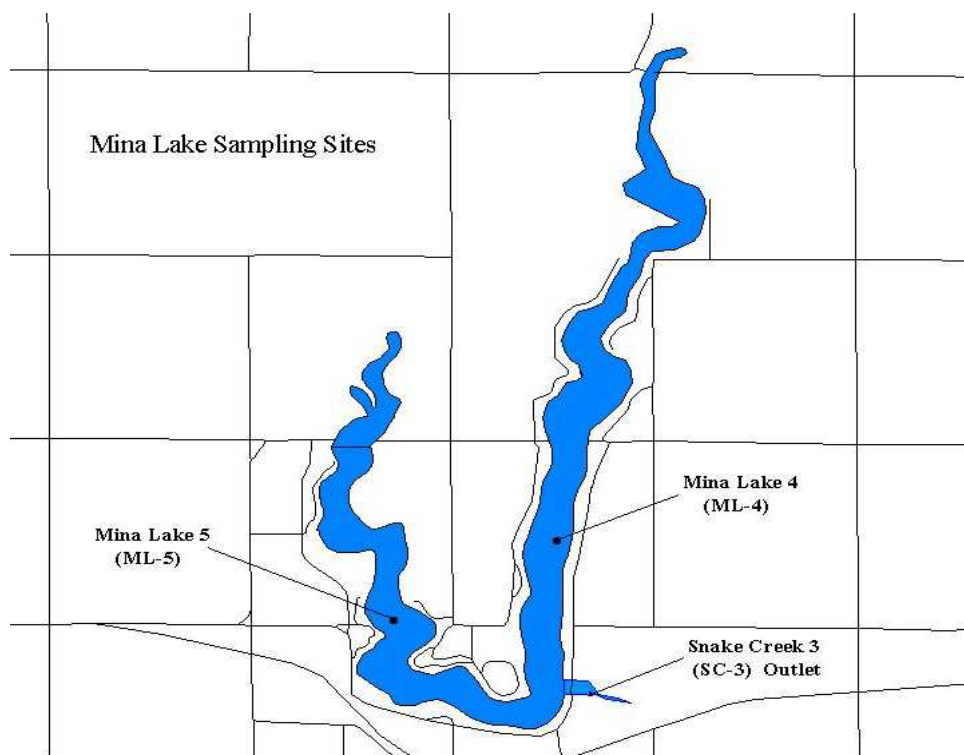 Mina Lake Sampling Sites
Mina Lake 4
(ML-4)
Mina Lake 5
(ML-5)
Snake Creek 3
(SC-3) Outlet